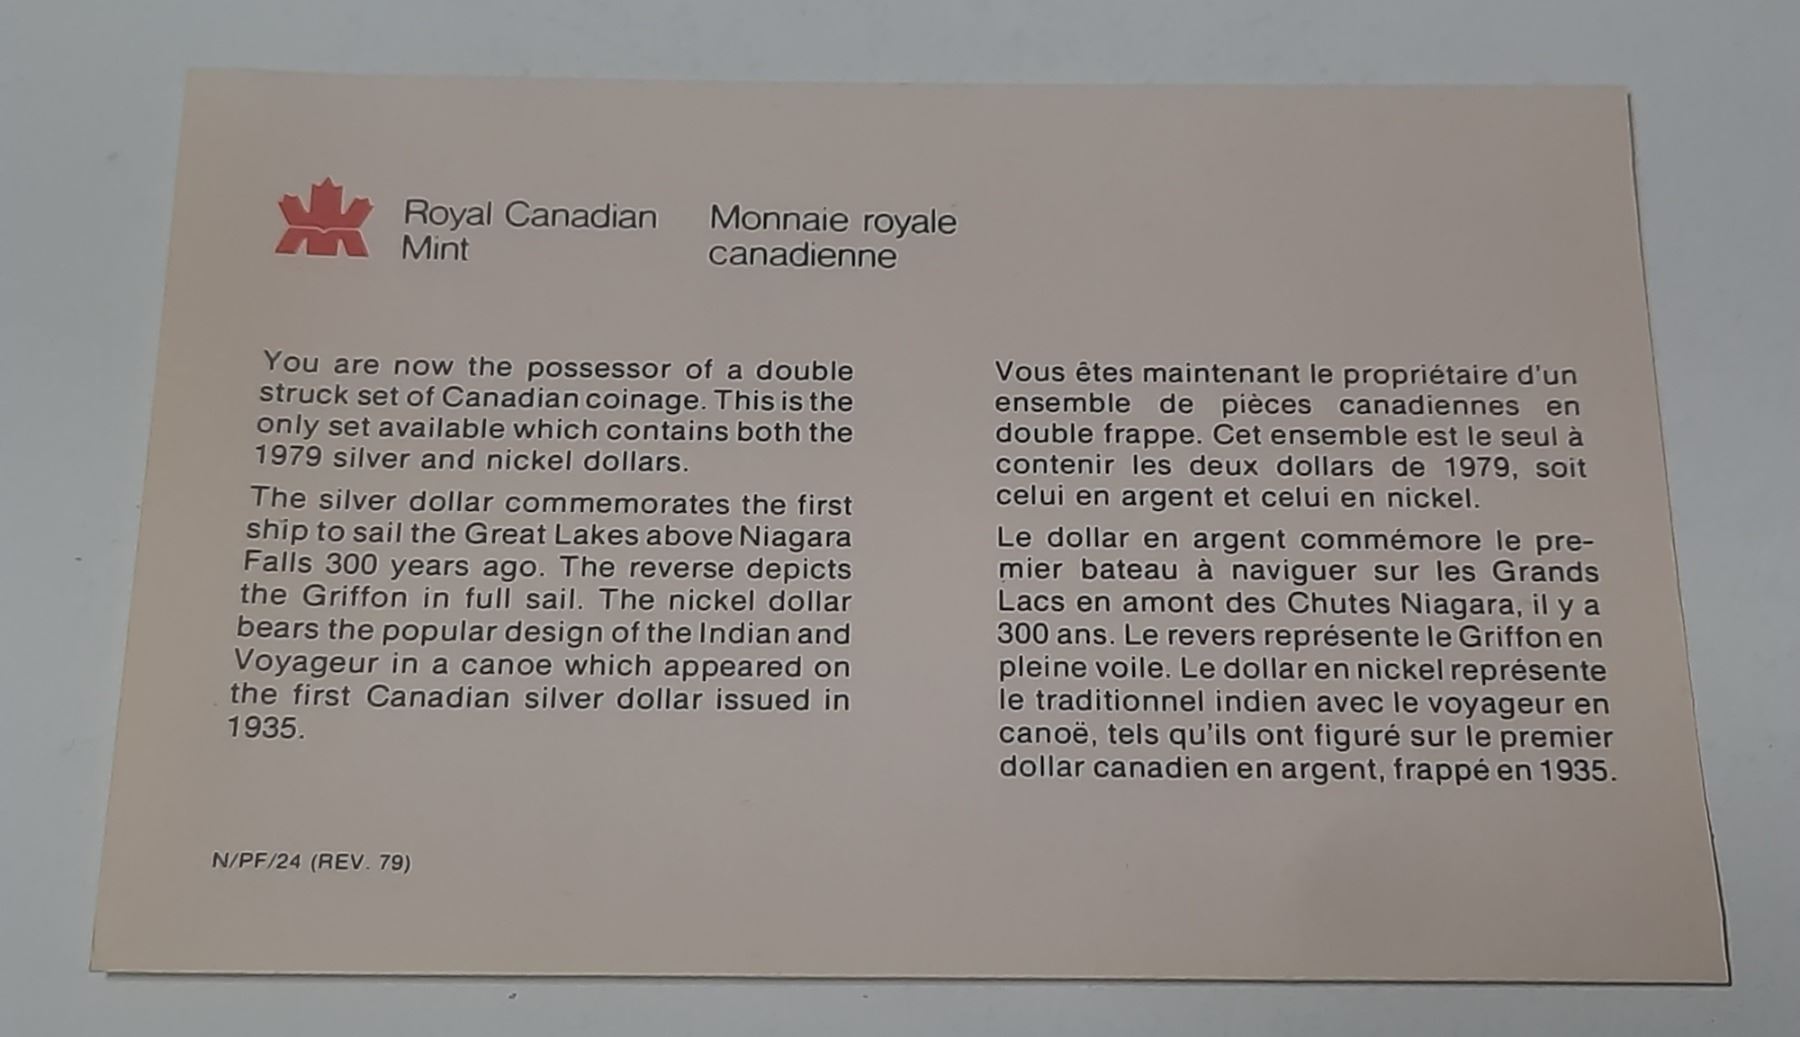 Royal Canadian
Mint
Monnaie royale
canadienne
You are now the possessor of a double
struck set of Canadian coinage. This is the
only set available which contains both the
1979 silver and nickel dollars.
The silver dollar commemorates the first
ship to sail the Great Lakes above Niagara
Falls 300 years ago. The reverse depicts
the Griffon in full sail. The nickel dollar
bears the popular design of the Indian and
Voyageur in a canoe which appeared on
the first Canadian silver dollar issued in
1935.
Vous êtes maintenant le propriétaire d'un
ensemble de pièces canadiennes en
double frappe. Cet ensemble est le seul à
contenir les deux dollars de 1979, soit
celui en argent et celui en nickel.
Le dollar en argent commémore le pre-
mier bateau à naviguer sur les Grands
Lacs en amont des Chutes Niagara, il y a
300 ans. Le revers représente le Griffon en
pleine voile. Le dollar en nickel représente
le traditionnel indien avec le voyageur en
canoë, tels qu'ils ont figuré sur le premier
dollar canadien en argent, frappé en 1935.
N/PF/24 (REV. 79)